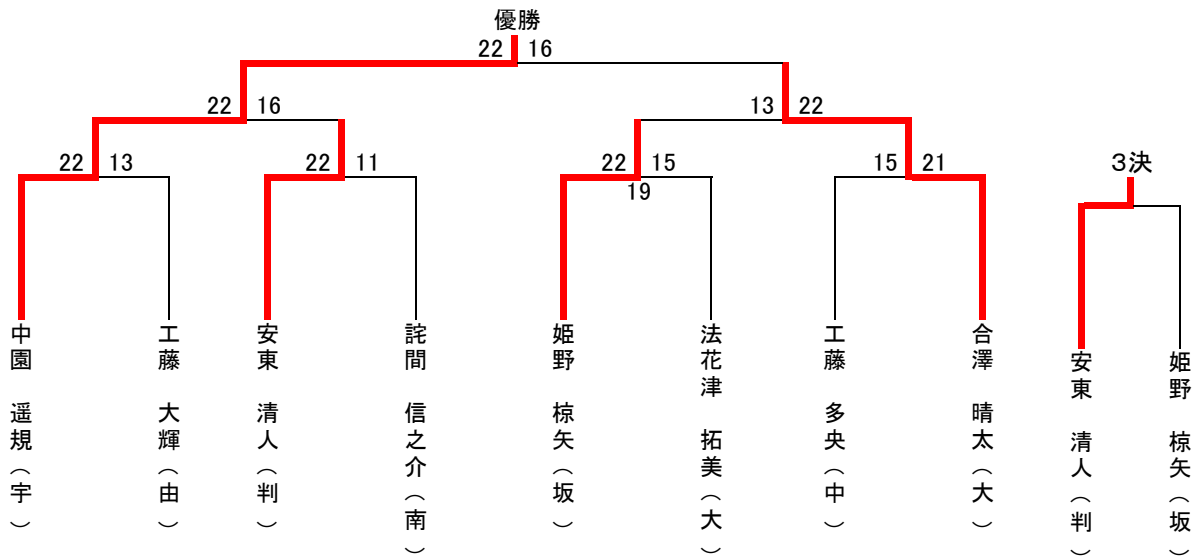 優勝
22 16
22 16
13 22
22 13
22 11
22 15
19
15 21
3決
中園 遥規(宇)
工藤 大輝(由)
安東 清人(判)
詫間 信之介(南)
姫野 椋矢(坂)
法花津 拓美(大)
工藤 多央(中)
合澤 晴太(大)
安東 清人(判)
姫野 椋矢(坂)